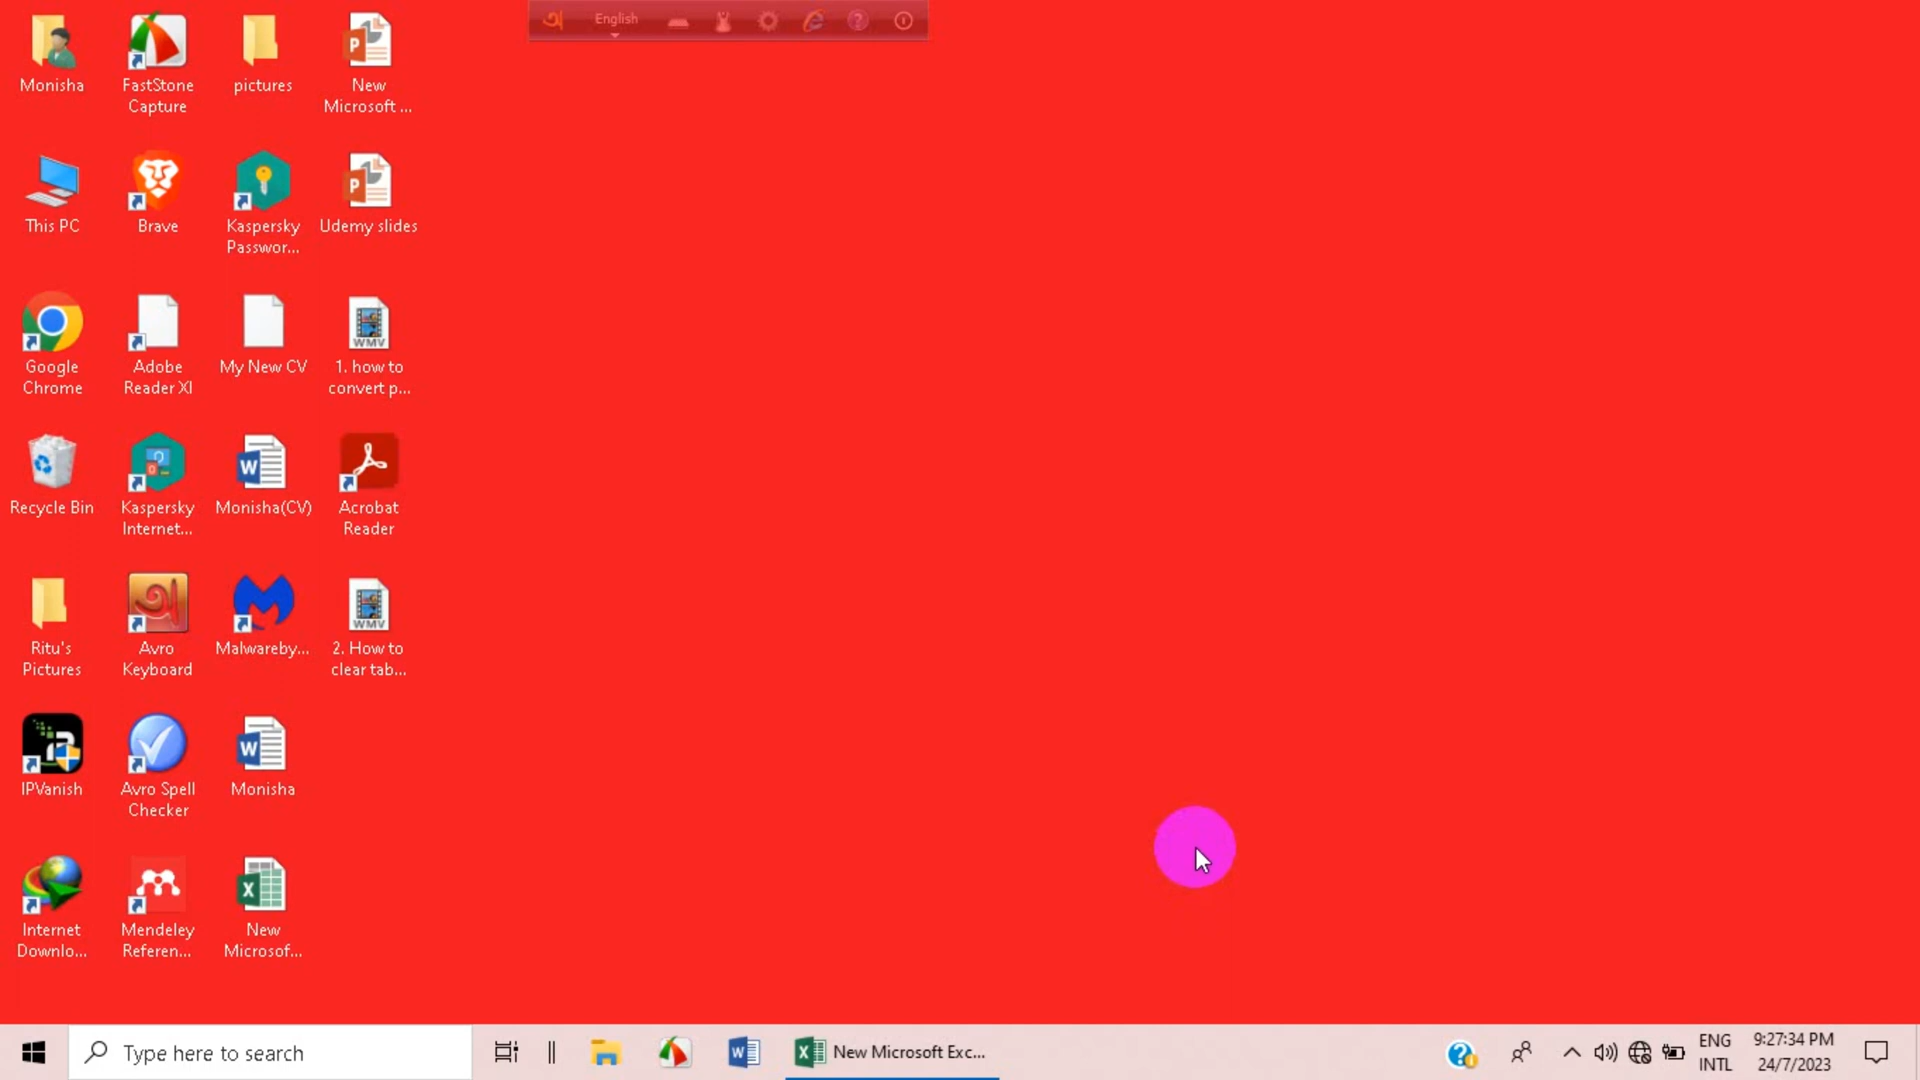 English
Monisha
FastStone
Capture
pictures
New
Microsoft ...
This PC
Brave
Kaspersky
Passwor...
Udemy slides
Google
Chrome
Adobe
Reader XI
My New CV
WMV
1. how to
convert p...
Recycle Bin
Kaspersky
Internet...
Monisha(CV)
Acrobat
Reader
Ritu's
Pictures
Avro
Keyboard
Malwareby...
WMV
2. How to
clear tab...
IPVanish
Avro Spell
Checker
Monisha
Internet
Downlo...
Mendeley
Referen...
New
Microsof...
Type here to search
New Microsoft Exc...
ENG
INTL
9:27:34 PM
24/7/2023